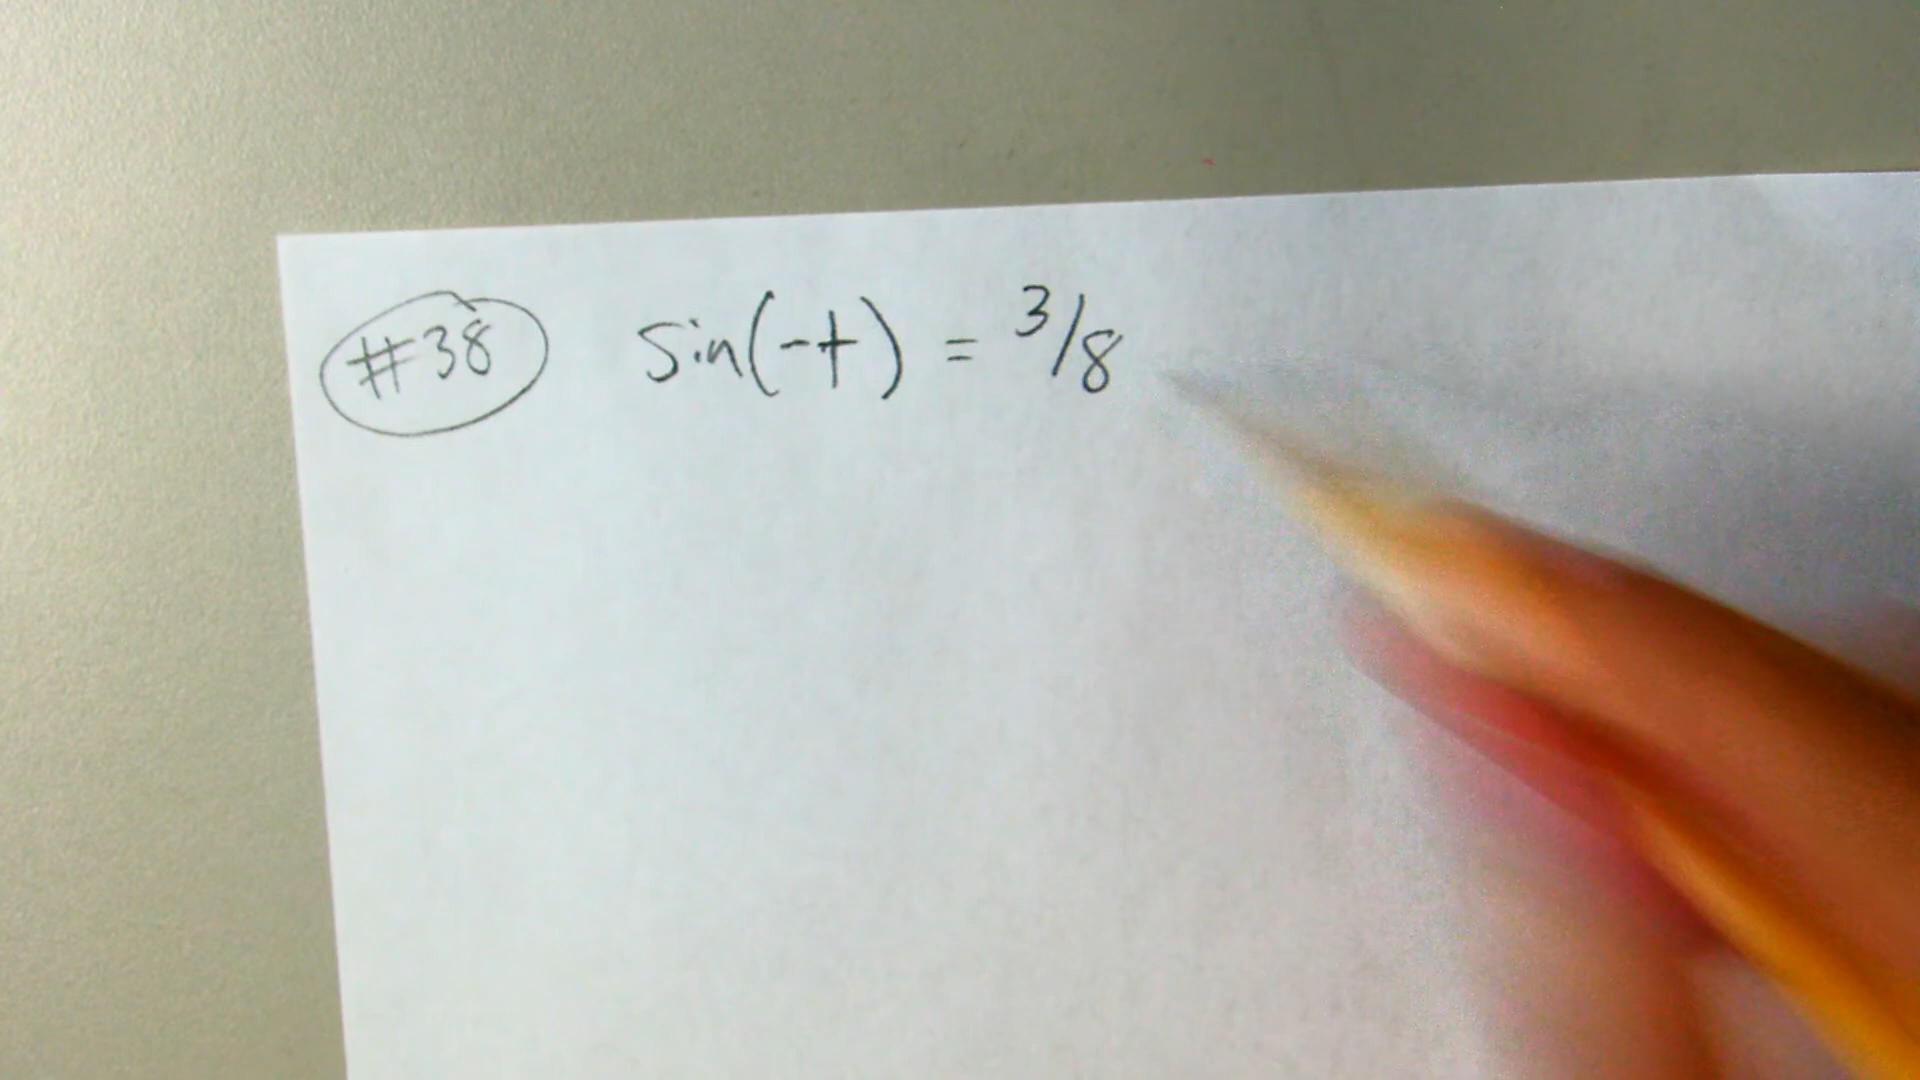 #38 sin(-t) = 3/8